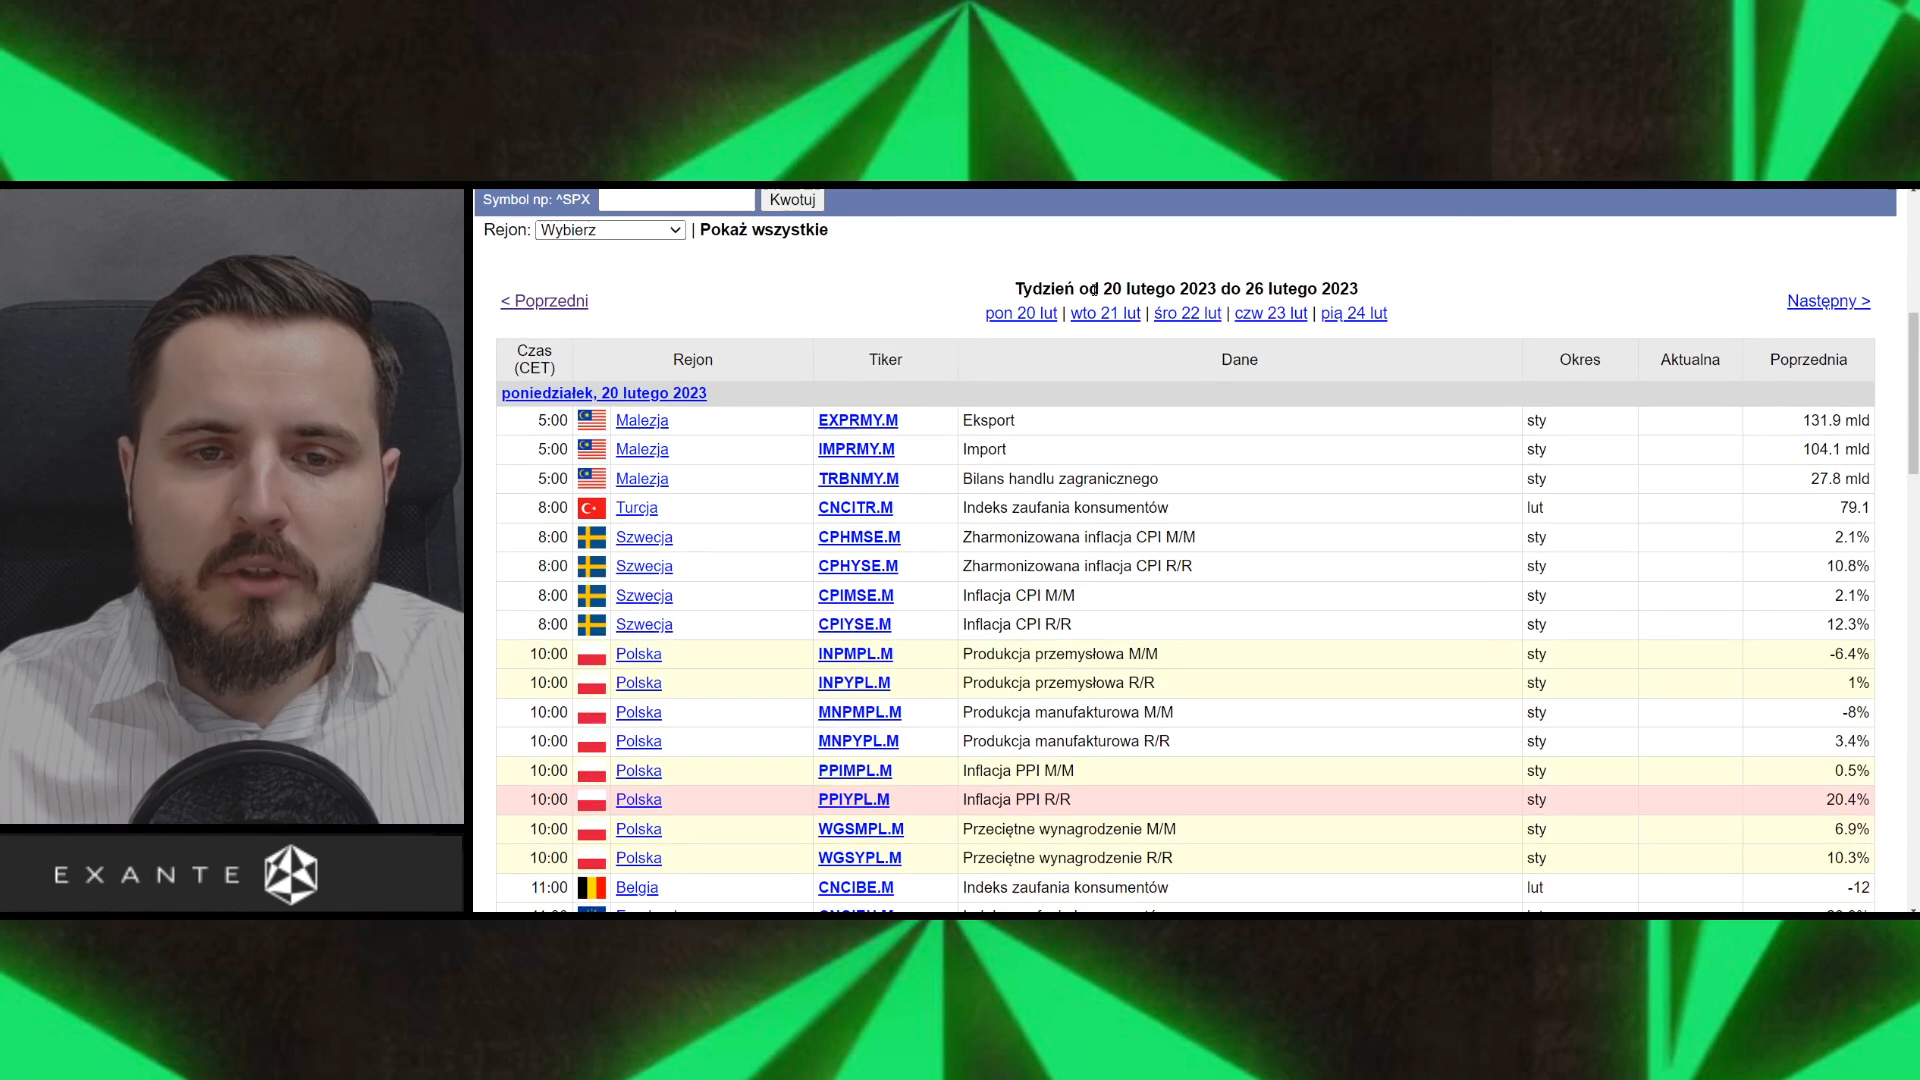 Symbol np: ^SPX Kwotuj
Rejon: Wybierz | Pokaż wszystkie
< Poprzedni
Tydzień od 20 lutego 2023 do 26 lutego 2023
pon 20 lut | wto 21 lut | śro 22 lut | czw 23 lut | pią 24 lut
Następny >
Czas (CET) Rejon Tiker Dane Okres Aktualna Poprzednia
poniedziałek, 20 lutego 2023
5:00 Malezja EXPRMY.M Eksport sty 131.9 mld
5:00 Malezja IMPRMY.M Import sty 104.1 mld
5:00 Malezja TRBNMY.M Bilans handlu zagranicznego sty 27.8 mld
8:00 Turcja CNCITR.M Indeks zaufania konsumentów lut 79.1
8:00 Szwecja CPHMSE.M Zharmonizowana inflacja CPI M/M sty 2.1%
8:00 Szwecja CPHYSE.M Zharmonizowana inflacja CPI R/R sty 10.8%
8:00 Szwecja CPIMSE.M Inflacja CPI M/M sty 2.1%
8:00 Szwecja CPIYSE.M Inflacja CPI R/R sty 12.3%
10:00 Polska INPMPL.M Produkcja przemysłowa M/M sty -6.4%
10:00 Polska INPYPL.M Produkcja przemysłowa R/R sty 1%
10:00 Polska MNPMPL.M Produkcja manufakturowa M/M sty -8%
10:00 Polska MNPYPL.M Produkcja manufakturowa R/R sty 3.4%
10:00 Polska PPIMPL.M Inflacja PPI M/M sty 0.5%
10:00 Polska PPIYPL.M Inflacja PPI R/R sty 20.4%
10:00 Polska WGSMPL.M Przeciętne wynagrodzenie M/M sty 6.9%
10:00 Polska WGSYPL.M Przeciętne wynagrodzenie R/R sty 10.3%
11:00 Belgia CNCIBE.M Indeks zaufania konsumentów lut -12
EXANTE